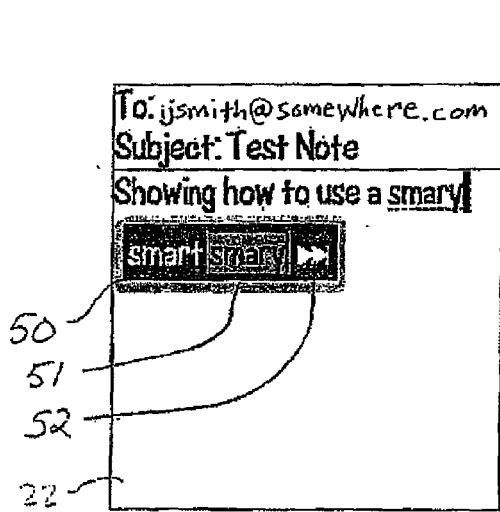 To: ijsmith@somewhere.com
Subject: Test Note
Showing how to use a smary
smart smary
50
51
52
22